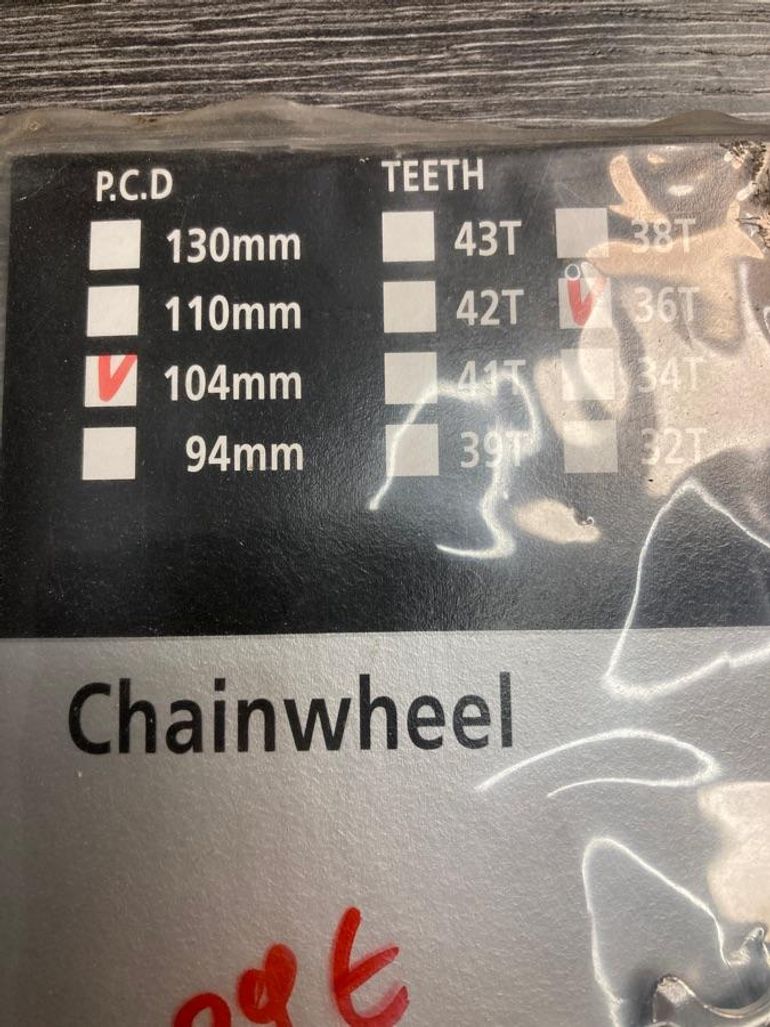 P.C.D TEETH
130mm 43T 38T
110mm 42T 36T
104mm 41T 34T
94mm 39T 32T
Chainwheel